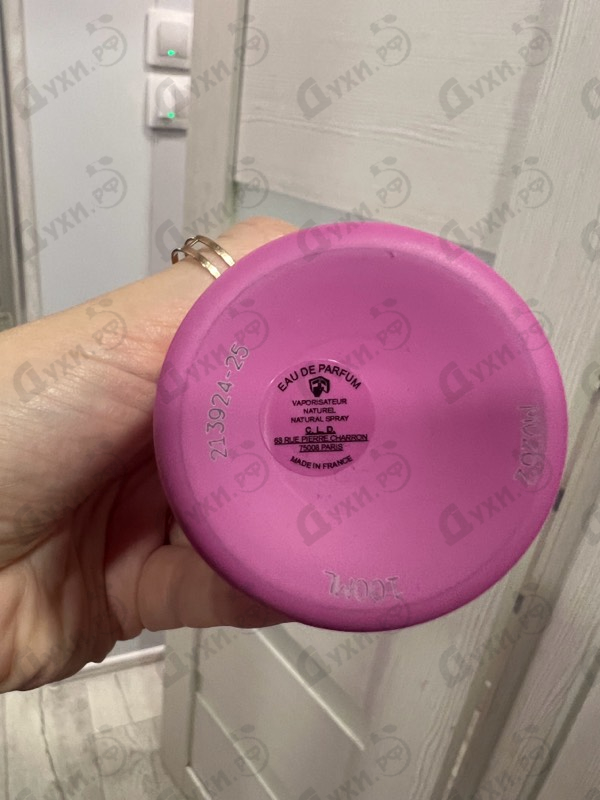 EAU DE PARFUM
VAPORISATEUR
NATUREL
NATURAL SPRAY
C. L. D.
68 RUE PIERRE CHARRON
75008 PARIS
MADE IN FRANCE
213924-25
100ML
Духи.РФ